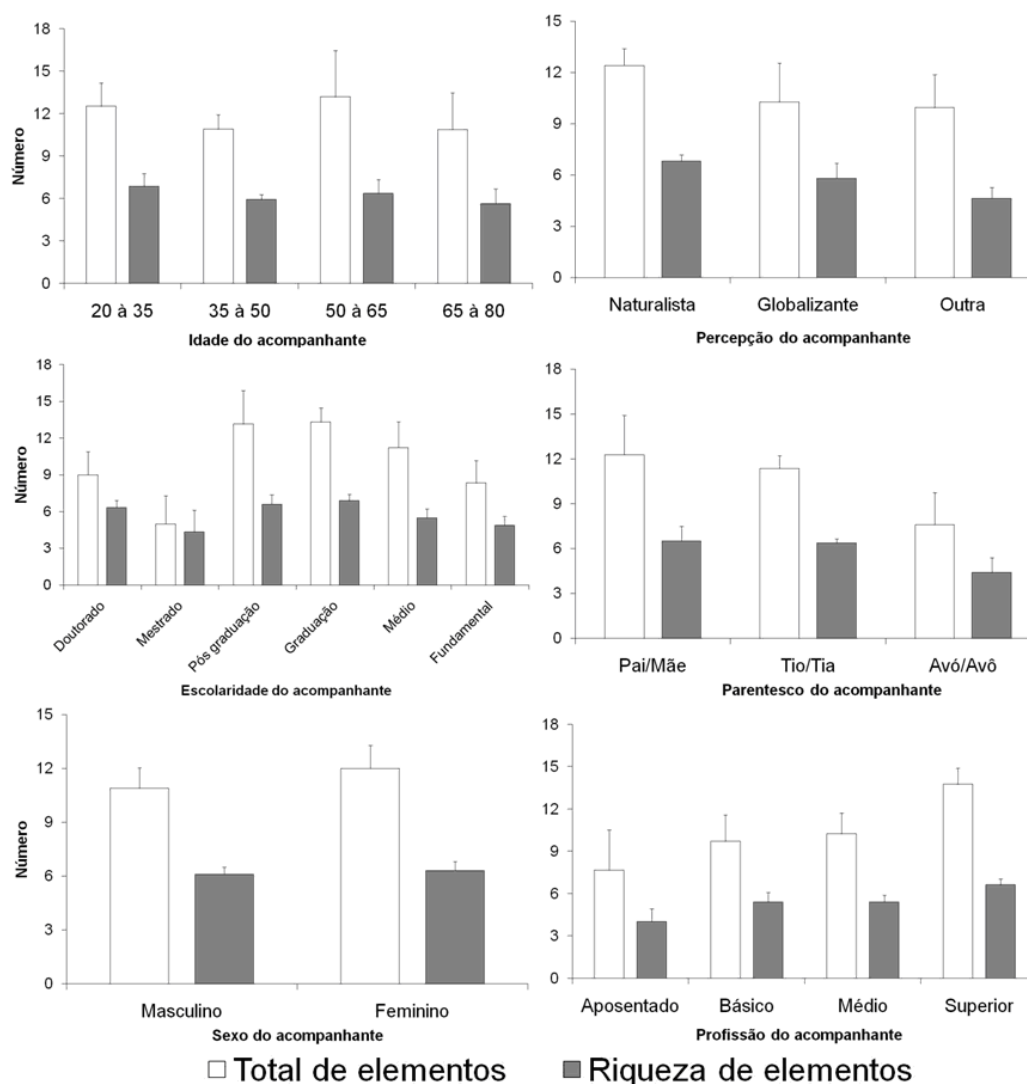 Número
18
15
12
9
6
3
0
20 à 35 35 à 50 50 à 65 65 à 80
Idade do acompanhante
15
12
9
6
3
0
Naturalista Globalizante Outra
Percepção do acompanhante
Número
18
15
12
9
6
3
0
Doutorado Mestrado Pós graduação Graduação Médio Fundamental
Escolaridade do acompanhante
18
15
12
9
6
3
0
Pai/Mãe Tio/Tia Avó/Avô
Parentesco do acompanhante
Número
15
12
9
6
3
0
Masculino Feminino
Sexo do acompanhante
18
15
12
9
6
3
0
Aposentado Básico Médio Superior
Profissão do acompanhante
Total de elementos Riqueza de elementos